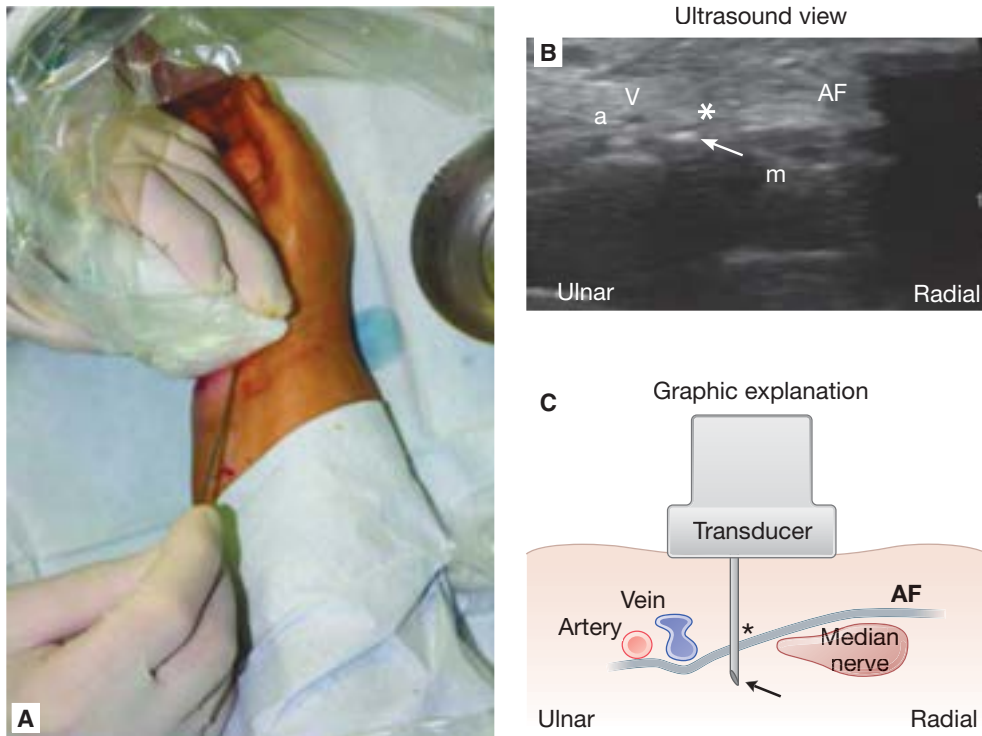 A
Ultrasound view
B
V
a
*
AF
m
Ulnar
Radial
C
Graphic explanation
Transducer
AF
Vein
Artery
*
Median
nerve
Ulnar
Radial